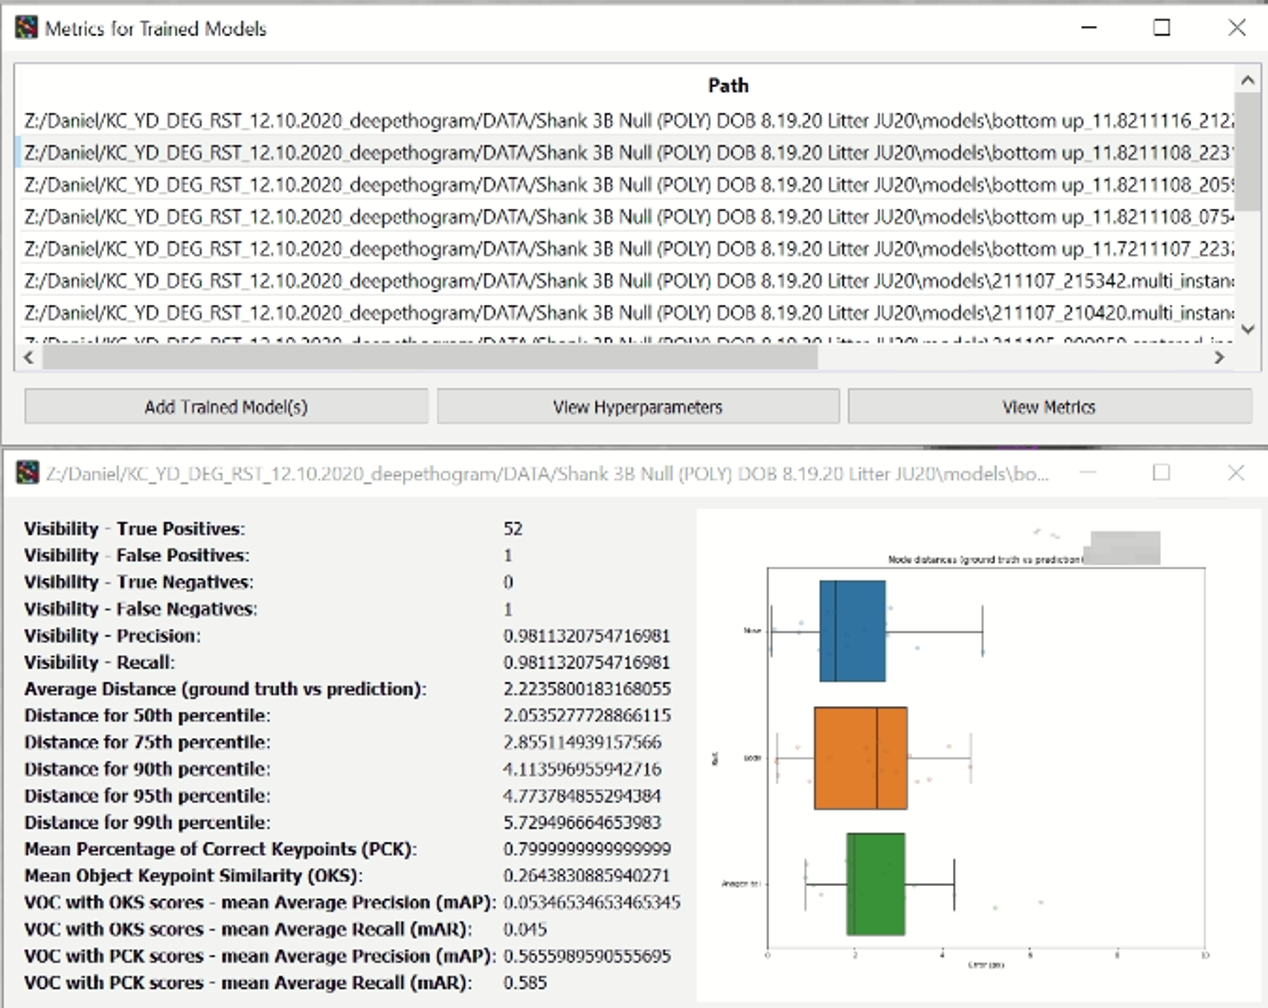 Metrics for Trained Models
Path
Z:/Daniel/KC_YD_DEG_RST_12.10.2020_deepethogram/DATA/Shank 3B Null (POLY) DOB 8.19.20 Litter JU20\models\bottom up_11.8211116_212
Z:/Daniel/KC_YD_DEG_RST_12.10.2020_deepethogram/DATA/Shank 3B Null (POLY) DOB 8.19.20 Litter JU20\models\bottom up_11.8211108_223
Z:/Daniel/KC_YD_DEG_RST_12.10.2020_deepethogram/DATA/Shank 3B Null (POLY) DOB 8.19.20 Litter JU20\models\bottom up_11.8211108_205
Z:/Daniel/KC_YD_DEG_RST_12.10.2020_deepethogram/DATA/Shank 3B Null (POLY) DOB 8.19.20 Litter JU20\models\bottom up_11.8211108_075
Z:/Daniel/KC_YD_DEG_RST_12.10.2020_deepethogram/DATA/Shank 3B Null (POLY) DOB 8.19.20 Litter JU20\models\bottom up_11.7211107_223
Z:/Daniel/KC_YD_DEG_RST_12.10.2020_deepethogram/DATA/Shank 3B Null (POLY) DOB 8.19.20 Litter JU20\models\211107_215342.multi_instan
Z:/Daniel/KC_YD_DEG_RST_12.10.2020_deepethogram/DATA/Shank 3B Null (POLY) DOB 8.19.20 Litter JU20\models\211107_210420.multi_instan
Add Trained Model(s)
View Hyperparameters
View Metrics
Z:/Daniel/KC_YD_DEG_RST_12.10.2020_deepethogram/DATA/Shank 3B Null (POLY) DOB 8.19.20 Litter JU20\models\bo...
Visibility - True Positives: 52
Visibility - False Positives: 1
Visibility - True Negatives: 0
Visibility - False Negatives: 1
Visibility - Precision: 0.9811320754716981
Visibility - Recall: 0.9811320754716981
Average Distance (ground truth vs prediction): 2.2235800183168055
Distance for 50th percentile: 2.0535277728866115
Distance for 75th percentile: 2.855114939157566
Distance for 90th percentile: 4.113596955942716
Distance for 95th percentile: 4.773784855294384
Distance for 99th percentile: 5.729496664653983
Mean Percentage of Correct Keypoints (PCK): 0.7999999999999999
Mean Object Keypoint Similarity (OKS): 0.2643830885940271
VOC with OKS scores - mean Average Precision (mAP): 0.05346534653465345
VOC with OKS scores - mean Average Recall (mAR): 0.045
VOC with PCK scores - mean Average Precision (mAP): 0.5655989590555695
VOC with PCK scores - mean Average Recall (mAR): 0.585
Node distances (ground truth vs prediction)
Nose
Body
0 2 4 6 8 10
Error (px)